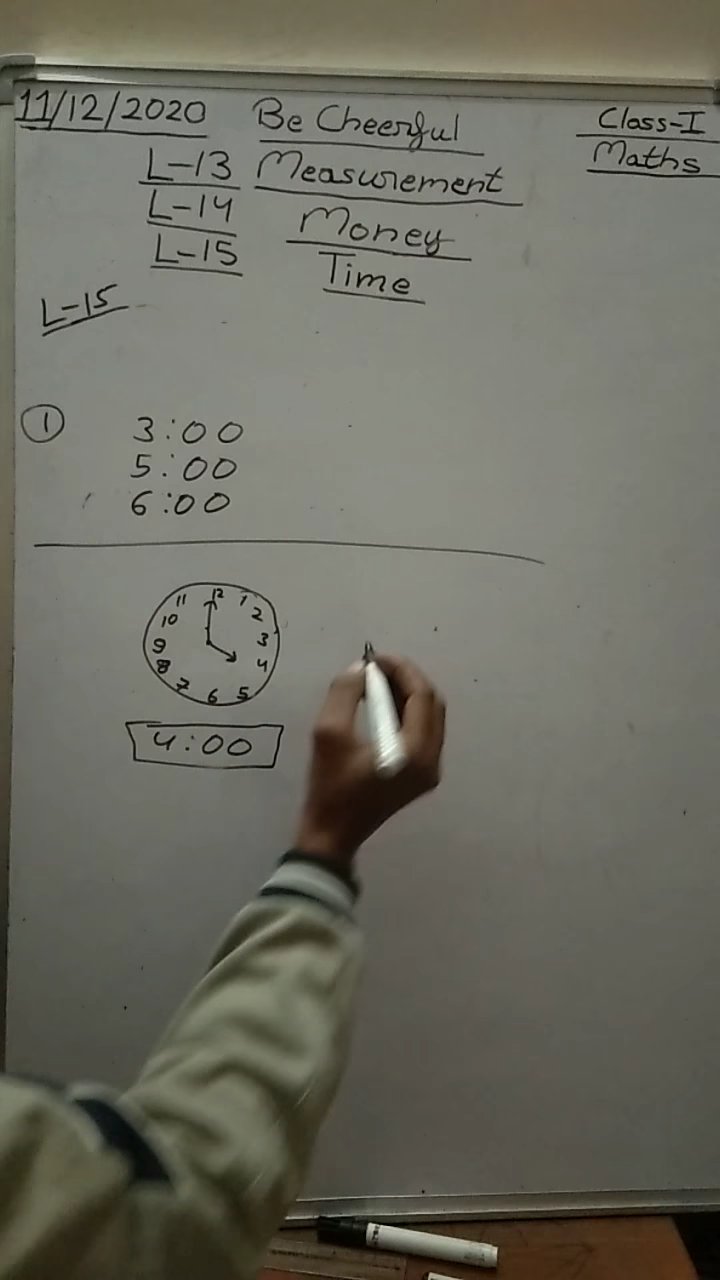 11/12/2020 Be Cheerful Class-I
Maths
L-13 Measurement
L-14 Money
L-15 Time
L-15
1 3:00
5:00
6:00
12
11 1
10 2
9 3
8 4
7 5
6
4:00